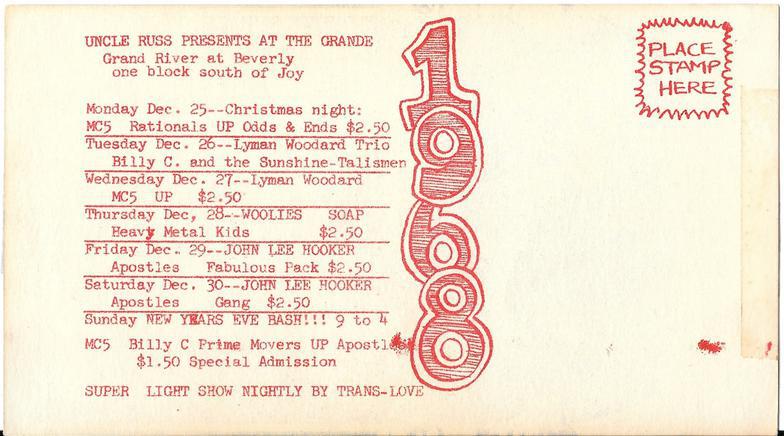 UNCLE RUSS PRESENTS AT THE GRANDE
Grand River at Beverly
one block south of Joy
Monday Dec. 25--Christmas night:
MC5 Rationals UP Odds & Ends $2.50
Tuesday Dec. 26--Lyman Woodard Trio
Billy C. and the Sunshine-Talismen
Wednesday Dec. 27--Lyman Woodard
MC5 UP $2.50
Thursday Dec, 28--WOOLIES SOAP
Heavy Metal Kids $2.50
Friday Dec. 29--JOHN LEE HOOKER
Apostles Fabulous Pack $2.50
Saturday Dec. 30--JOHN LEE HOOKER
Apostles Gang $2.50
Sunday NEW YEARS EVE BASH!!! 9 to 4
MC5 Billy C Prime Movers UP Apostles
$1.50 Special Admission
SUPER LIGHT SHOW NIGHTLY BY TRANS-LOVE
1968
PLACE
STAMP
HERE